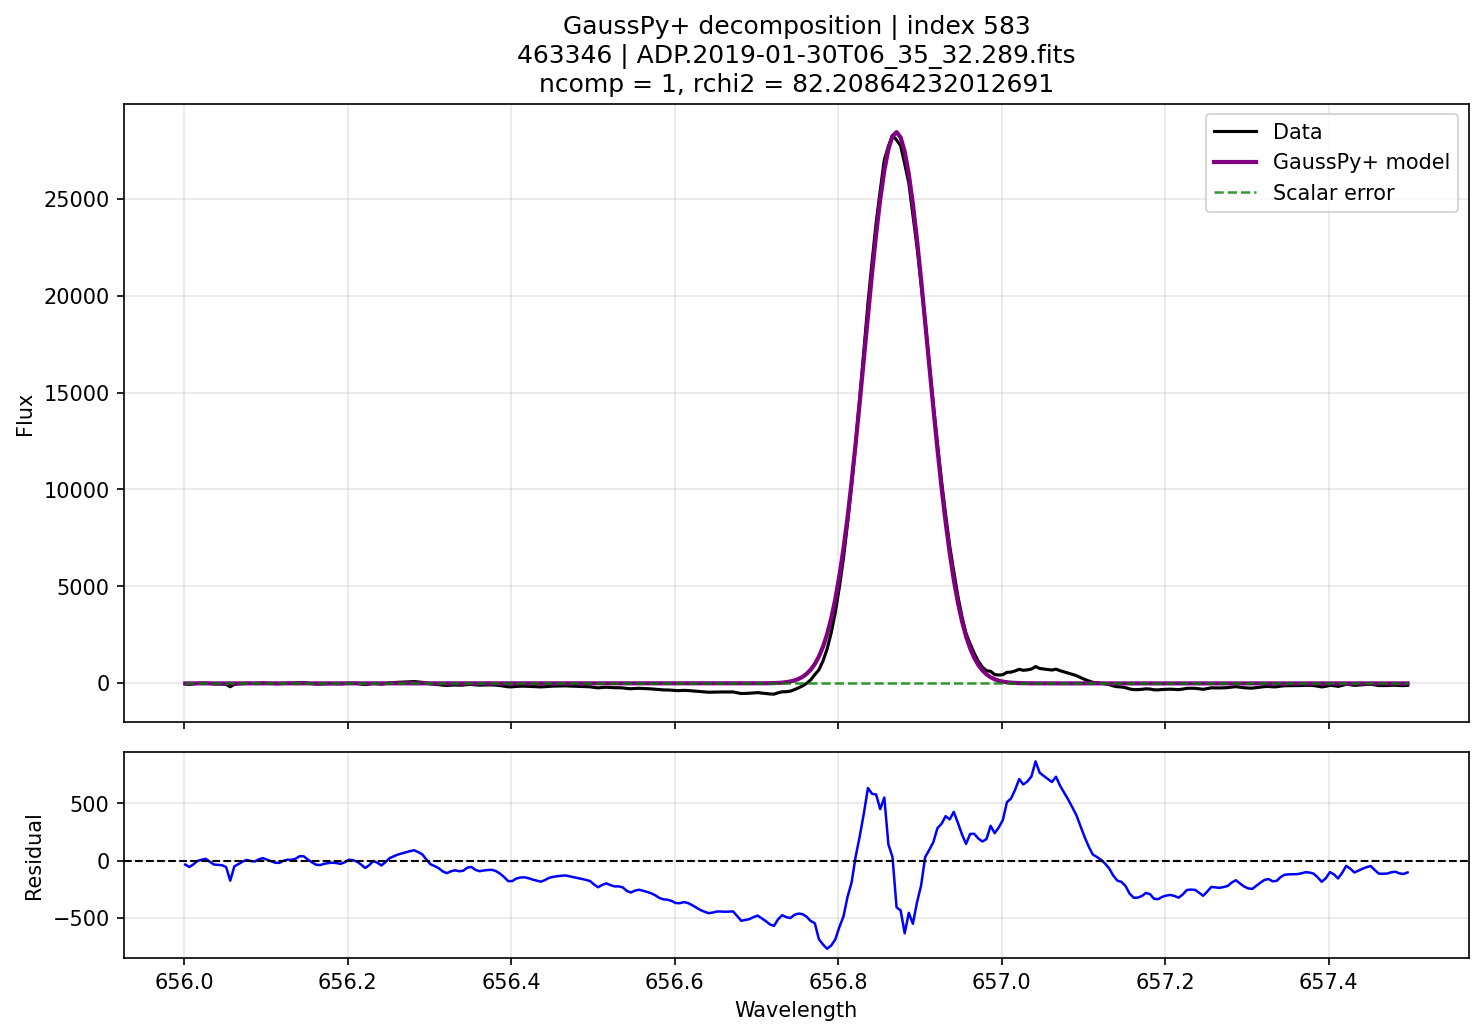 GaussPy+ decomposition | index 583
463346 | ADP.2019-01-30T06_35_32.289.fits
ncomp = 1, rchi2 = 82.20864232012691
Data
GaussPy+ model
Scalar error
Flux
25000
20000
15000
10000
5000
0
Residual
500
0
−500
656.0
656.2
656.4
656.6
656.8
657.0
657.2
657.4
Wavelength